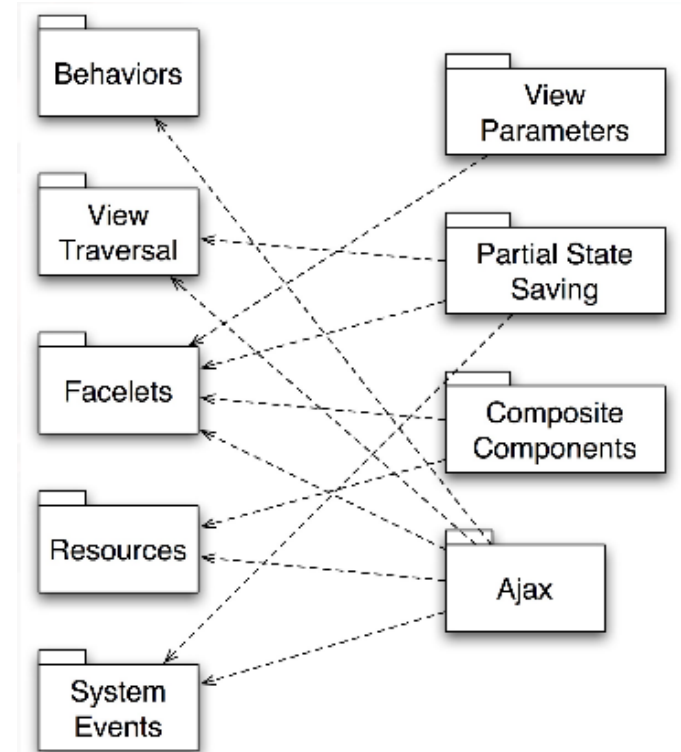 Behaviors
View
Traversal
Facelets
Resources
System
Events
View
Parameters
Partial State
Saving
Composite
Components
Ajax